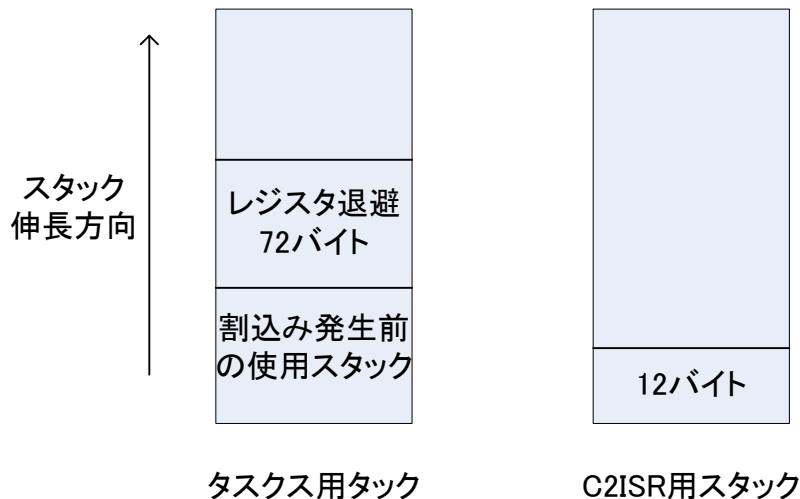 スタック
伸長方向
レジスタ退避
72バイト
割込み発生前
の使用スタック
12バイト
タスクス用タック
C2ISR用スタック